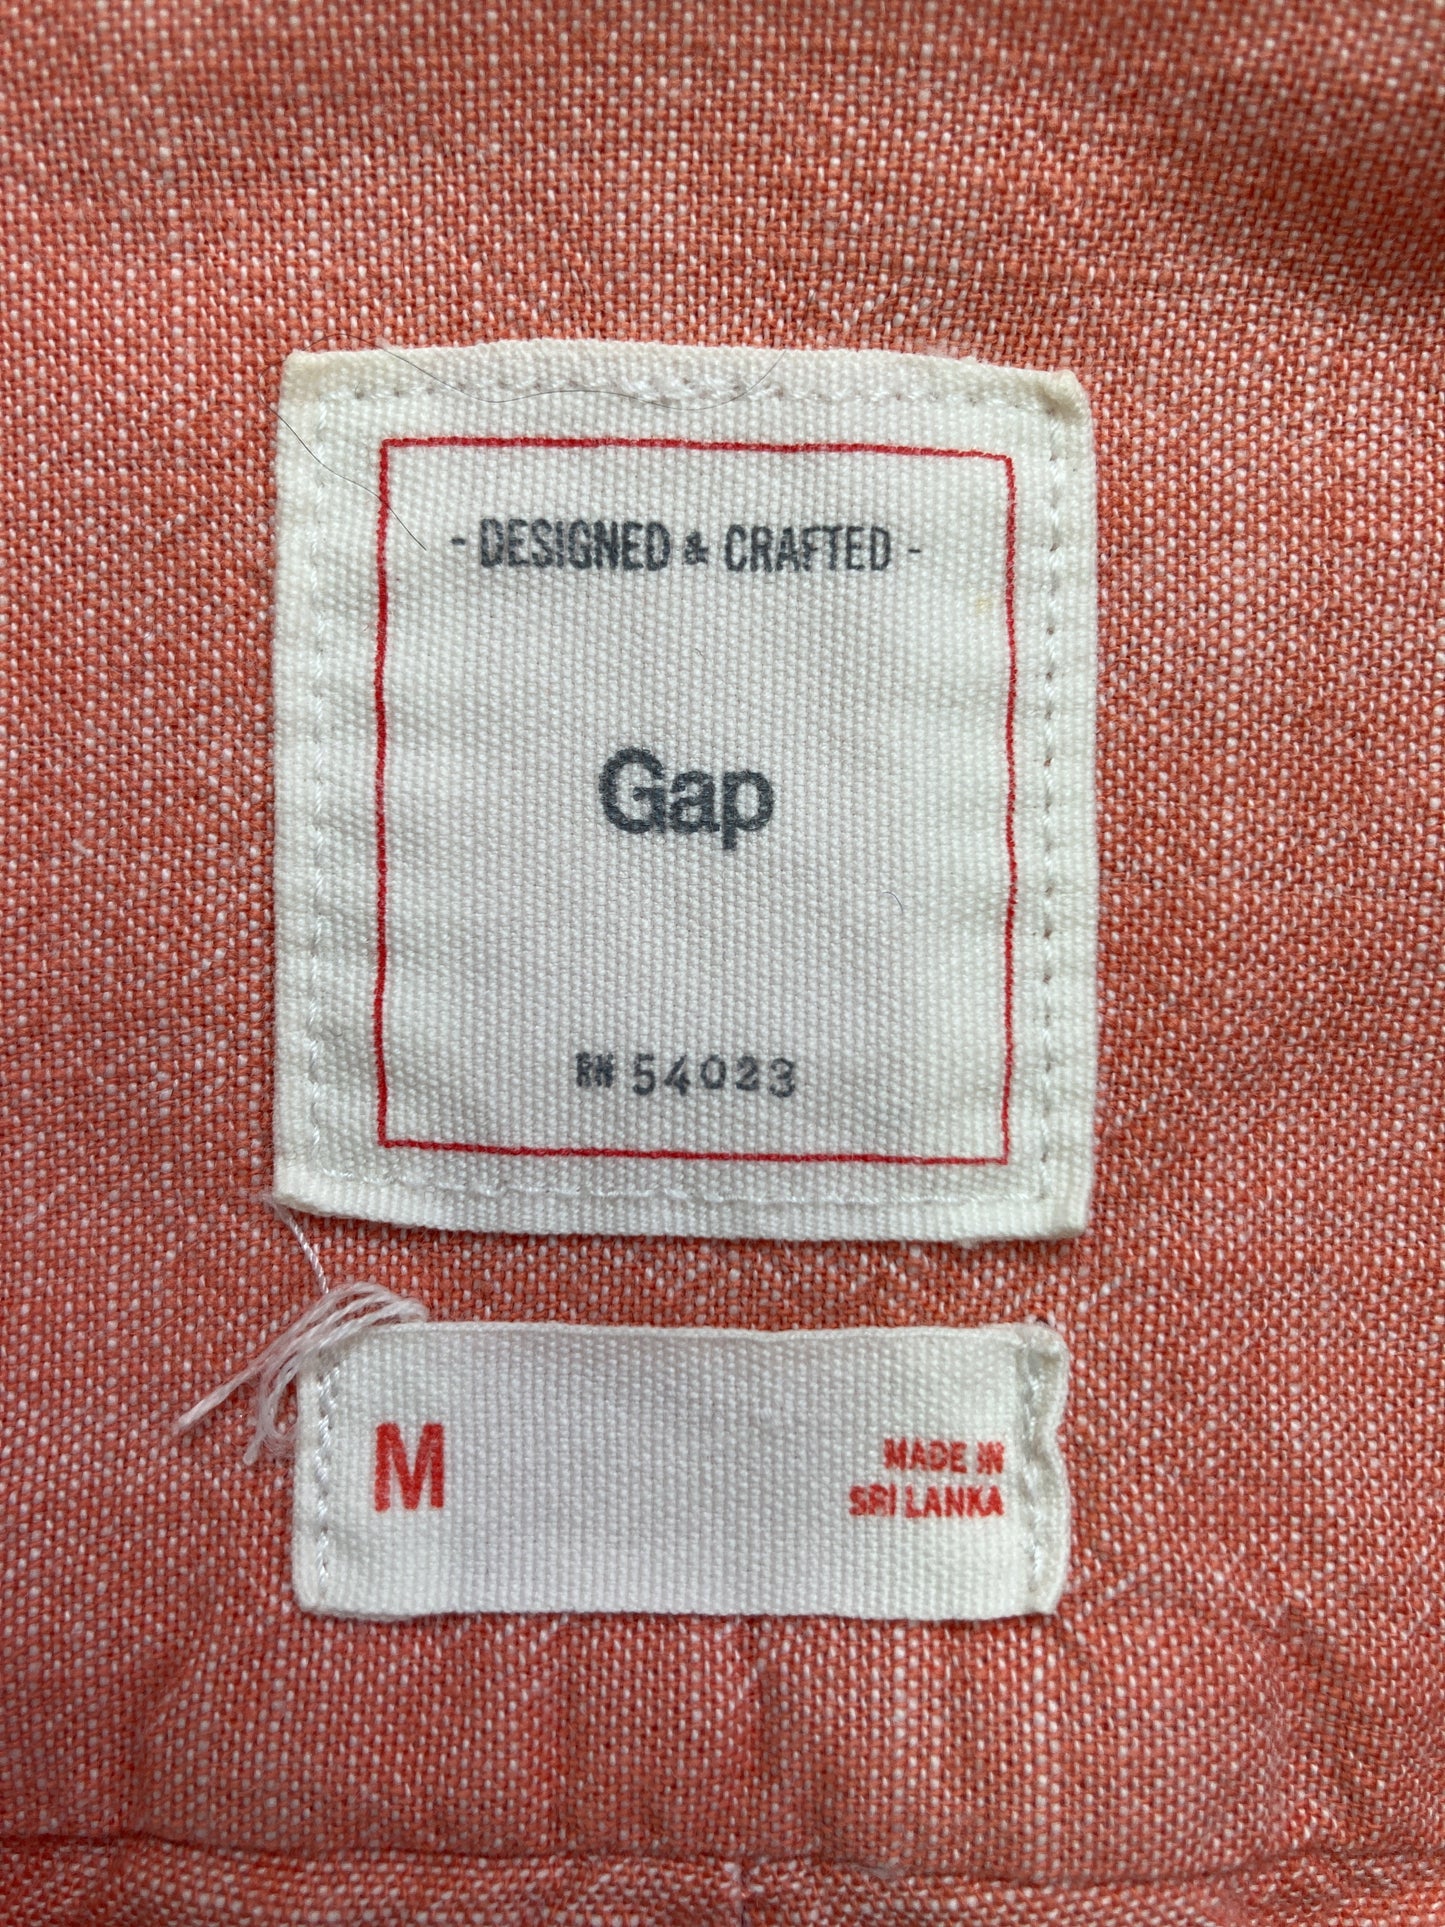 - DESIGNED & CRAFTED -
Gap
RN 54023
M
MADE IN
SRI LANKA